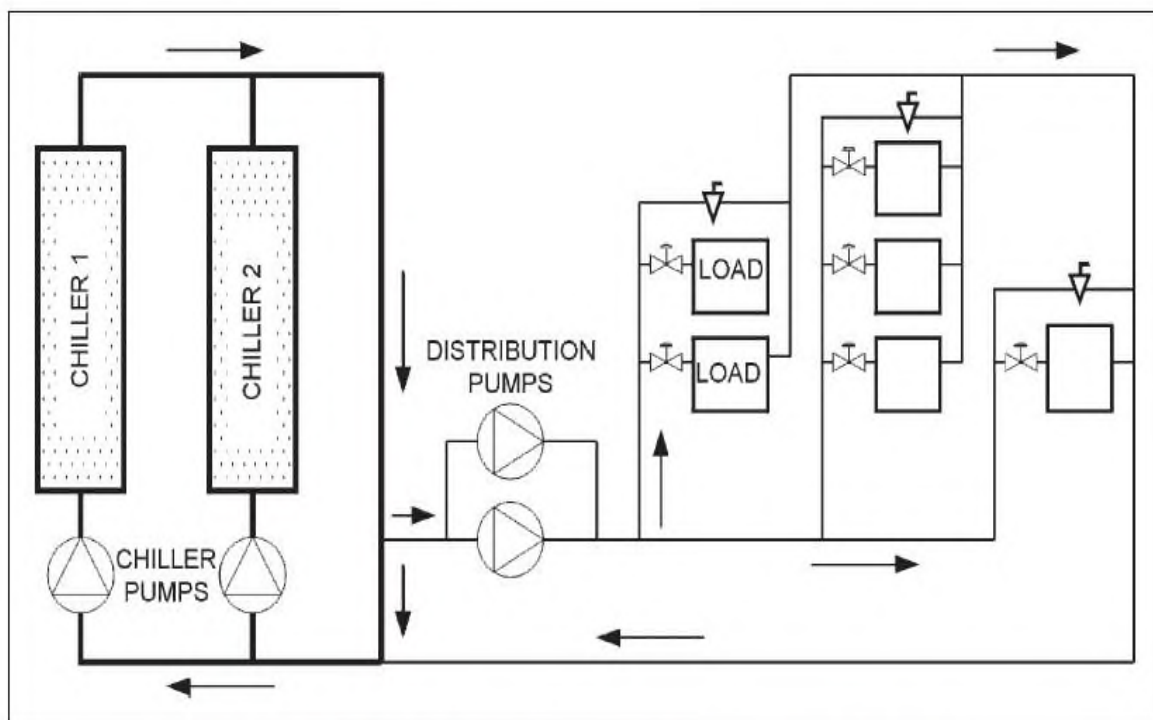 CHILLER 1
CHILLER 2
CHILLER
PUMPS
DISTRIBUTION
PUMPS
LOAD
LOAD